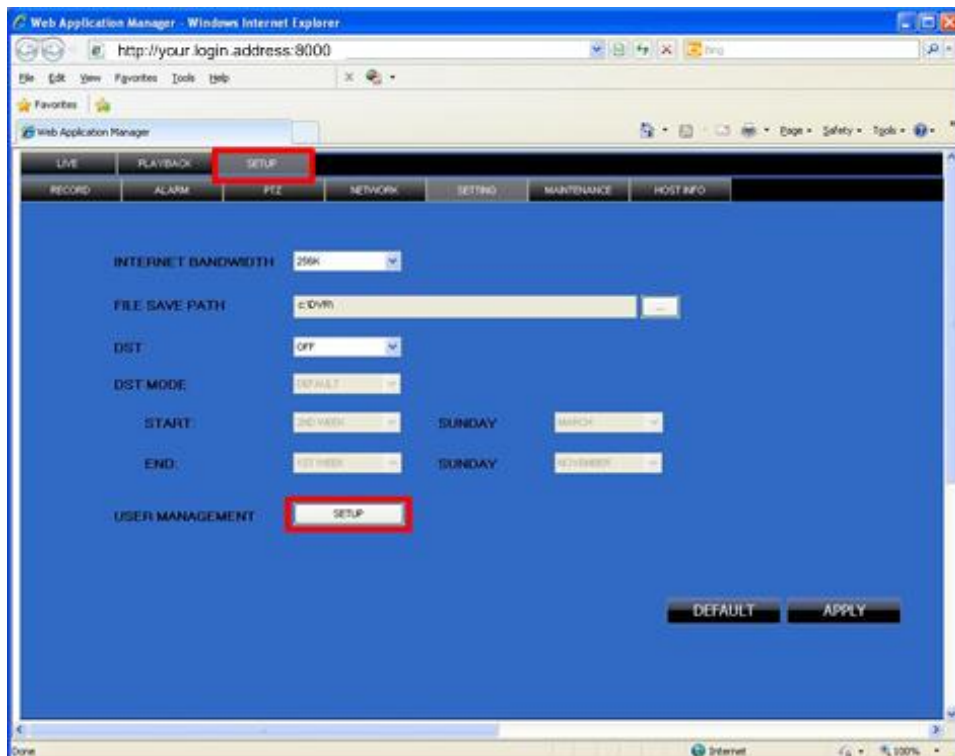 Web Application Manager - Windows Internet Explorer
http://your.login.address:8000
bing
File Edit View Favorites Tools Help
Favorites
Web Application Manager
Page Safety Tools
LIVE PLAYBACK SETUP
RECORD ALARM PTZ NETWORK SETTING MAINTENANCE HOST INFO
INTERNET BANDWIDTH 256K
FILE SAVE PATH c:\DVR\ ...
DST OFF
DST MODE DEFAULT
START: 2ND WEEK SUNDAY MARCH
END: 1ST WEEK SUNDAY NOVEMBER
USER MANAGEMENT SETUP
DEFAULT APPLY
Done Internet 100%